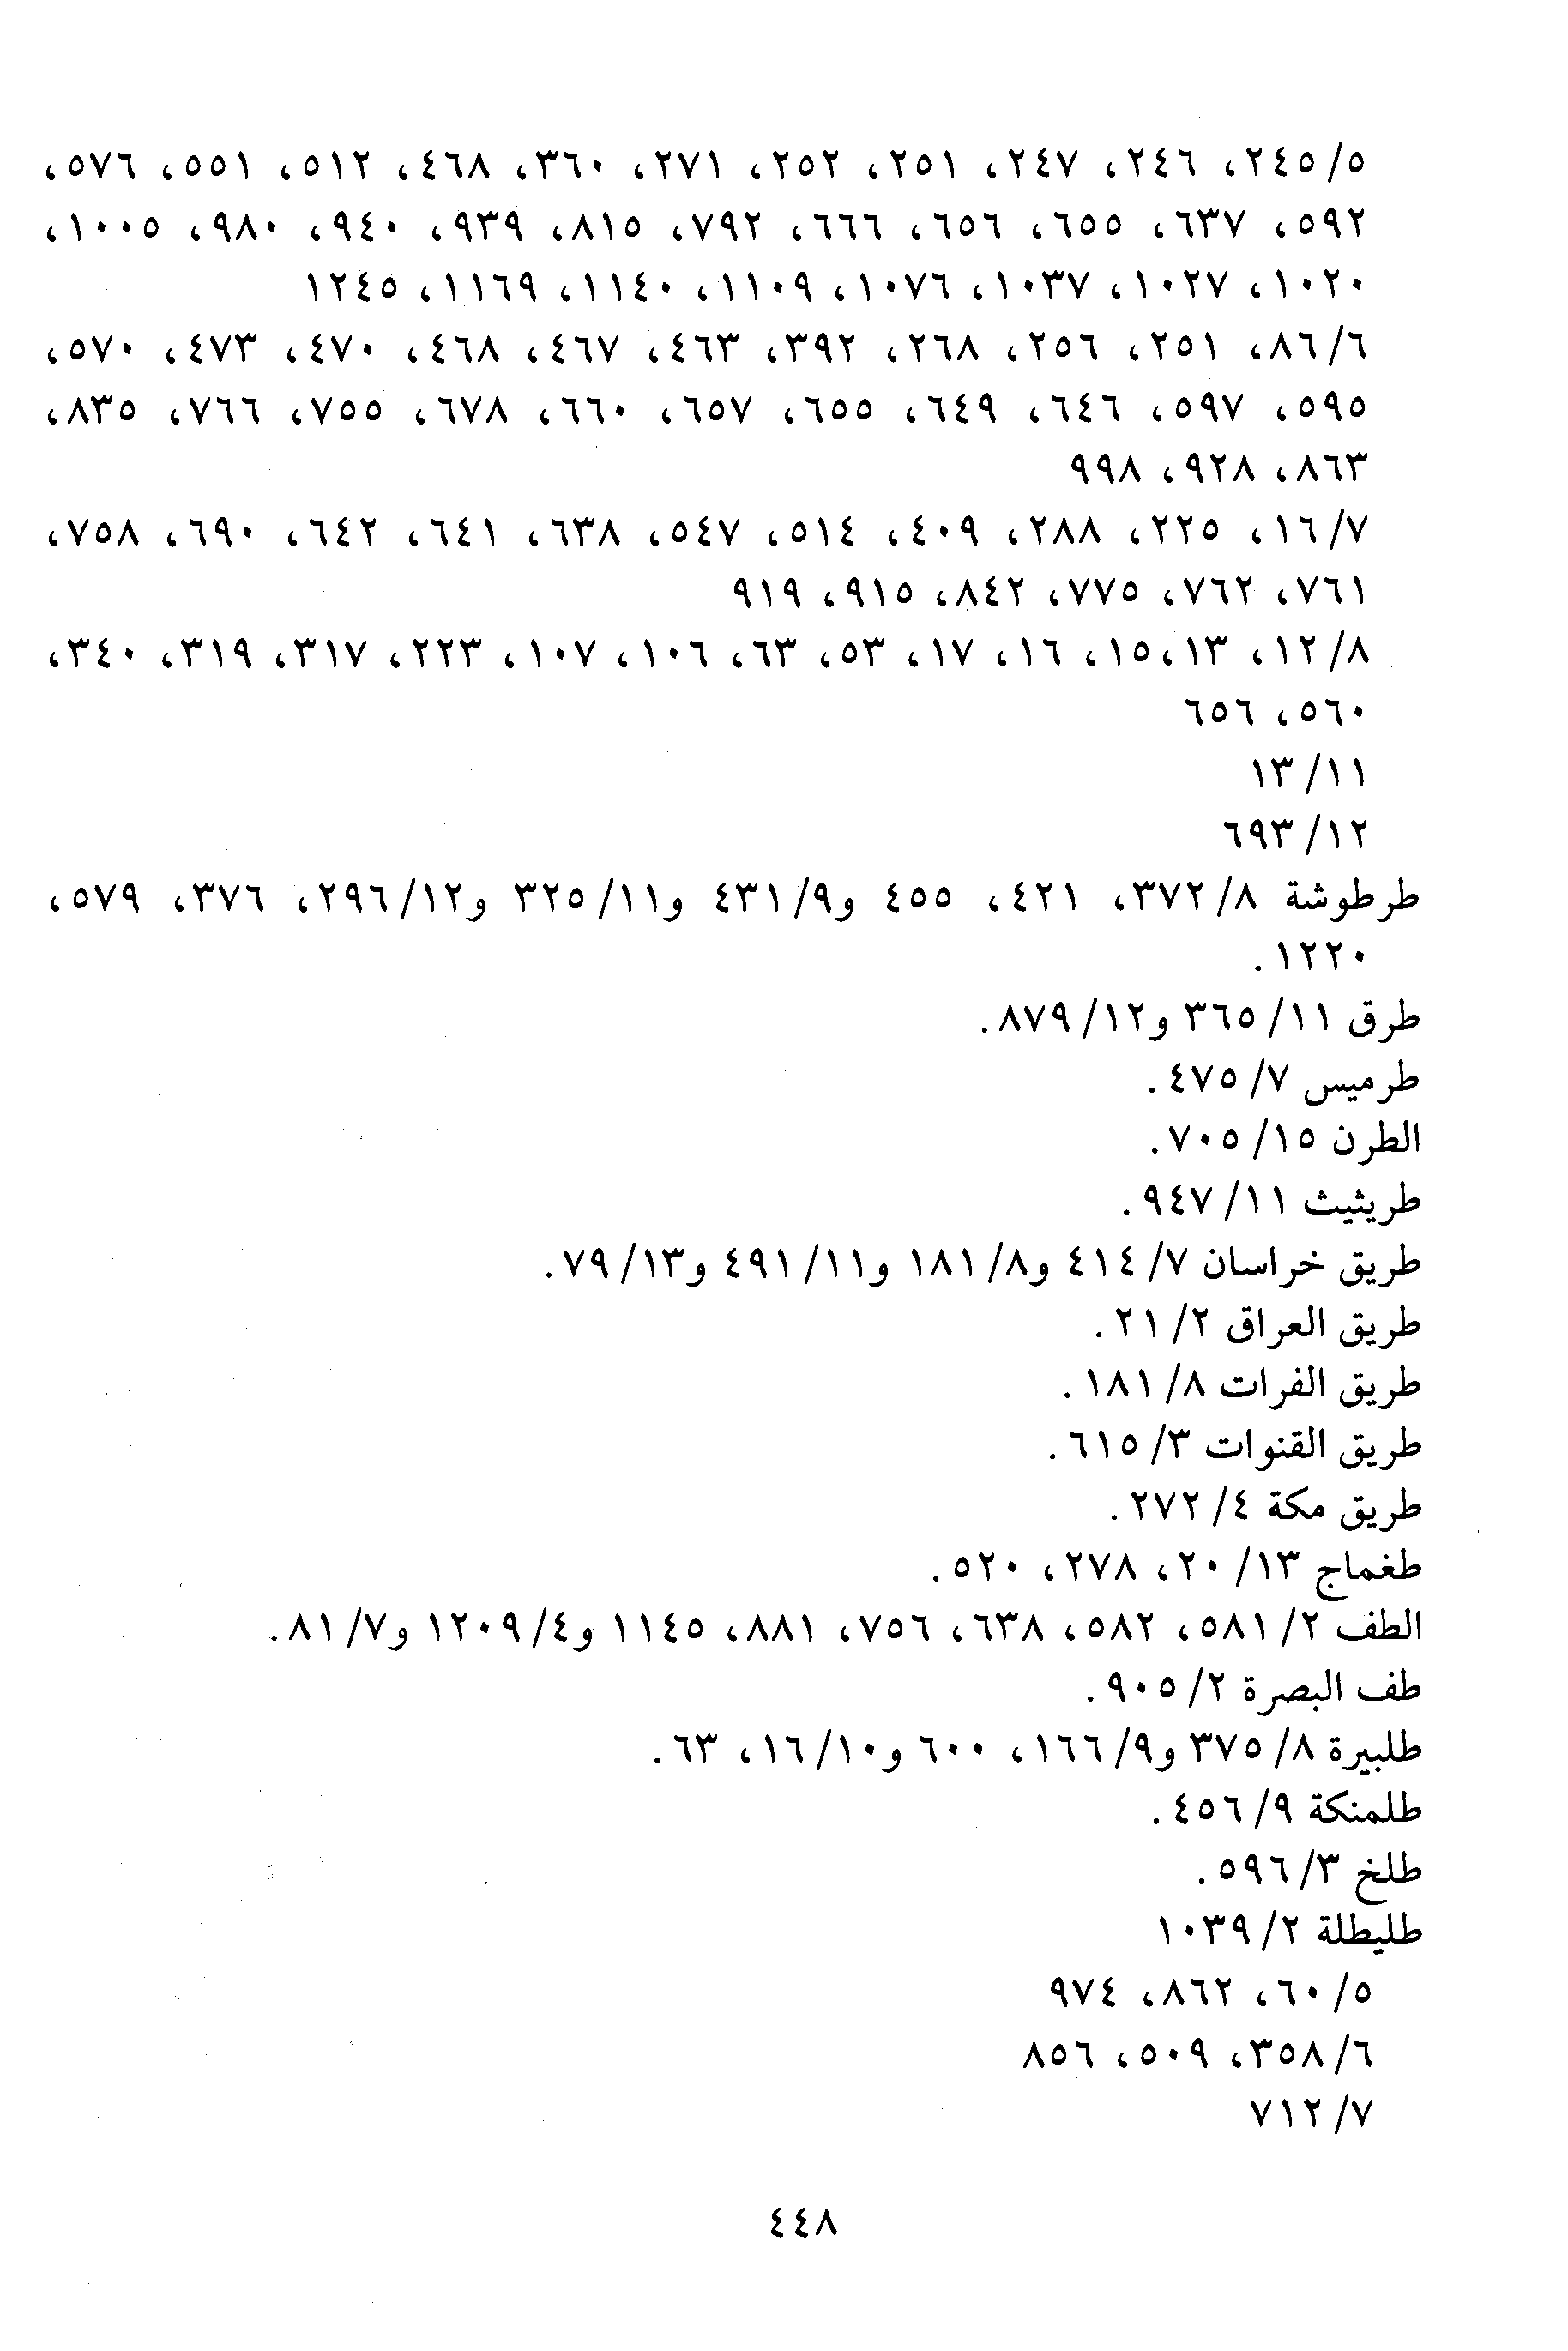 ٥/ ٢٤٥، ٢٤٦، ٢٤٧، ٢٥١، ٢٥٢، ٢٧١، ٣٦٠، ٤٦٨، ٥١٢، ٥٥١، ٥٧٦،
٥٩٢، ٦٣٧، ٦٥٥، ٦٥٦، ٦٦٦، ٧٩٢، ٨١٥، ٩٣٩، ٩٤٠، ٩٨٠، ١٠٠٥،
١٠٢٠، ١٠٢٧، ١٠٣٧، ١٠٧٦، ١١٠٩، ١١٤٠، ١١٦٩، ١٢٤٥
٦/ ٨٦، ٢٥١، ٢٥٦، ٢٦٨، ٣٩٢، ٤٦٣، ٤٦٧، ٤٦٨، ٤٧٠، ٤٧٣، ٥٧٠،
٥٩٥، ٥٩٧، ٦٤٦، ٦٤٩، ٦٥٥، ٦٥٧، ٦٦٠، ٦٧٨، ٧٥٥، ٧٦٦، ٨٣٥،
٨٦٣، ٩٢٨، ٩٩٨
٧/ ١٦، ٢٢٥، ٢٨٨، ٤٠٩، ٥١٤، ٥٤٧، ٦٣٨، ٦٤١، ٦٤٢، ٦٩٠، ٧٥٨،
٧٦١، ٧٦٢، ٧٧٥، ٨٤٢، ٩١٥، ٩١٩
٨/ ١٢، ١٣،١٥، ١٦، ١٧، ٥٣، ٦٣، ١٠٦، ١٠٧، ٢٢٣، ٣١٧، ٣١٩، ٣٤٠،
٥٦٠، ٦٥٦
١١/ ١٣
١٢/ ٦٩٣
طرطوشة ٨/ ٣٧٢، ٤٢١، ٤٥٥ و٩/ ٤٣١ و١١/ ٣٢٥ و١٢/ ٢٩٦، ٣٧٦، ٥٧٩،
١٢٢٠.
طرق ١١/ ٣٦٥ و١٢/ ٨٧٩.
طرميس ٧/ ٤٧٥.
الطرن ١٥/ ٧٠٥.
طريثيث ١١/ ٩٤٧.
طريق خراسان ٧/ ٤١٤ و٨/ ١٨١ و١١/ ٤٩١ و١٣/ ٧٩.
طريق العراق ٢/ ٢١.
طريق الفرات ٨/ ١٨١.
طريق القنوات ٣/ ٦١٥.
طريق مكة ٤/ ٢٧٢.
طغماج ١٣/ ٢٠، ٢٧٨، ٥٢٠.
الطف ٢/ ٥٨١، ٥٨٢، ٦٣٨، ٧٥٦، ٨٨١، ١١٤٥ و٤/ ١٢٠٩ و٧/ ٨١.
طف البصرة ٢/ ٩٠٥.
طلبيرة ٨/ ٣٧٥ و٩/ ١٦٦، ٦٠٠ و١٠/ ١٦، ٦٣.
طلمنكة ٩/ ٤٥٦.
طلخ ٣/ ٥٩٦.
طليطلة ٢/ ١٠٣٩
٥/ ٦٠، ٨٦٢، ٩٧٤
٦/ ٣٥٨، ٥٠٩، ٨٥٦
٧/ ٧١٢
٤٤٨